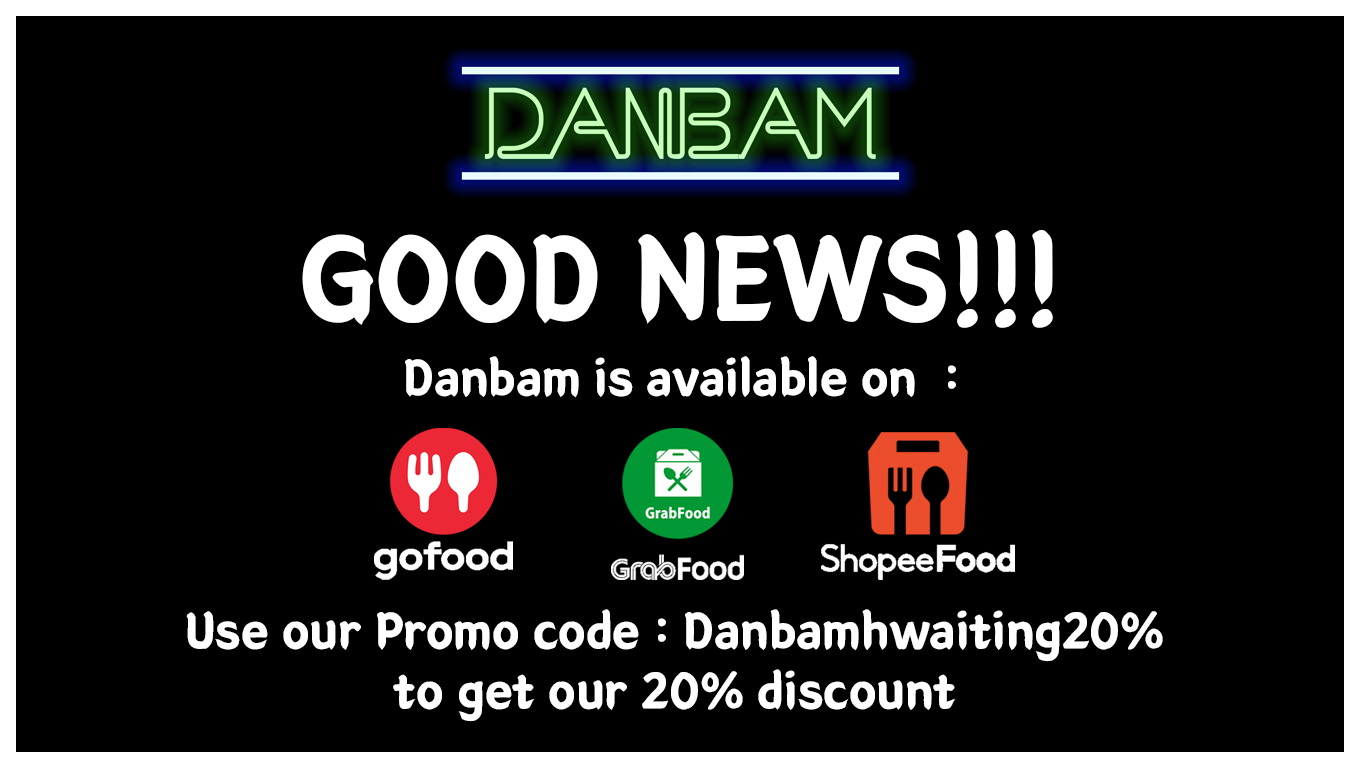 DANBAM
GOOD NEWS!!!
Danbam is available on :
GrabFood
gofood GrabFood ShopeeFood
Use our Promo code : Danbamhwaiting20%
to get our 20% discount